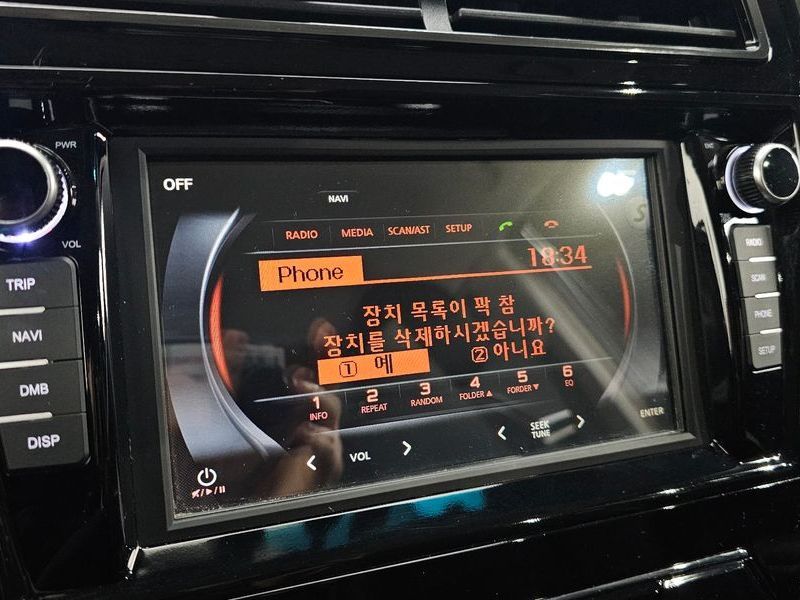 PWR
VOL
TRIP
NAVI
DMB
DISP
OFF
NAVI
RADIO MEDIA SCAN/AST SETUP
Phone 18:34
장치 목록이 꽉 참
장치를 삭제하시겠습니까?
① 예 ②아니요
1 2 3 4 5 6
INFO REPEAT RANDOM FOLDER▲ FORDER▼ EQ
< VOL > < SEEK TUNE > ENTER
ENT
RADIO
SCAN
PHONE
SETUP